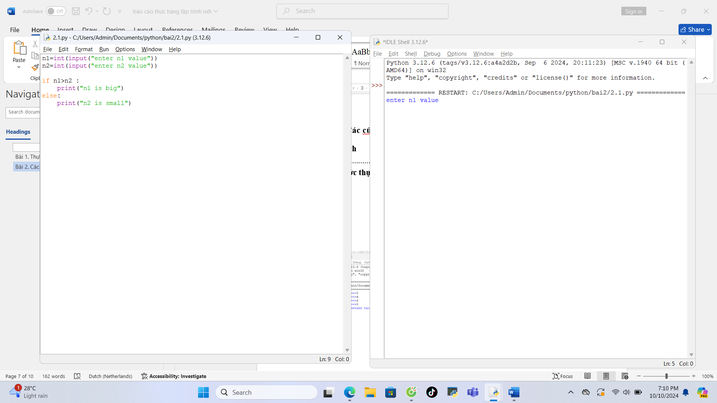 AutoSave Off
báo cáo thực hành lập trình mới
Search
Sign in
File Home Insert Draw Design Layout References Mailings Review View Help
Share
Paste
Clipb
Navigat
Search docum
Headings
Bài 1. Thư
Bài 2. Các
2.1.py - C:/Users/Admin/Documents/python/bai2/2.1.py (3.12.6)
File Edit Format Run Options Window Help
n1=int(input("enter n1 value"))
n2=int(input("enter n2 value"))
if n1>n2 :
    print("n1 is big")
else:
    print("n2 is small")
Ln: 9 Col: 0
AaBb
¶ Norm
*IDLE Shell 3.12.6*
File Edit Shell Debug Options Window Help
Python 3.12.6 (tags/v3.12.6:a4a2d2b, Sep  6 2024, 20:11:23) [MSC v.1940 64 bit (
AMD64)] on win32
Type "help", "copyright", "credits" or "license()" for more information.
>>>
============= RESTART: C:/Users/Admin/Documents/python/bai2/2.1.py =============
enter n1 value
Ln: 5 Col: 0
Page 7 of 10 162 words Dutch (Netherlands) Accessibility: Investigate
Focus
100%
1
28°C
Light rain
Search
7:10 PM
10/10/2024